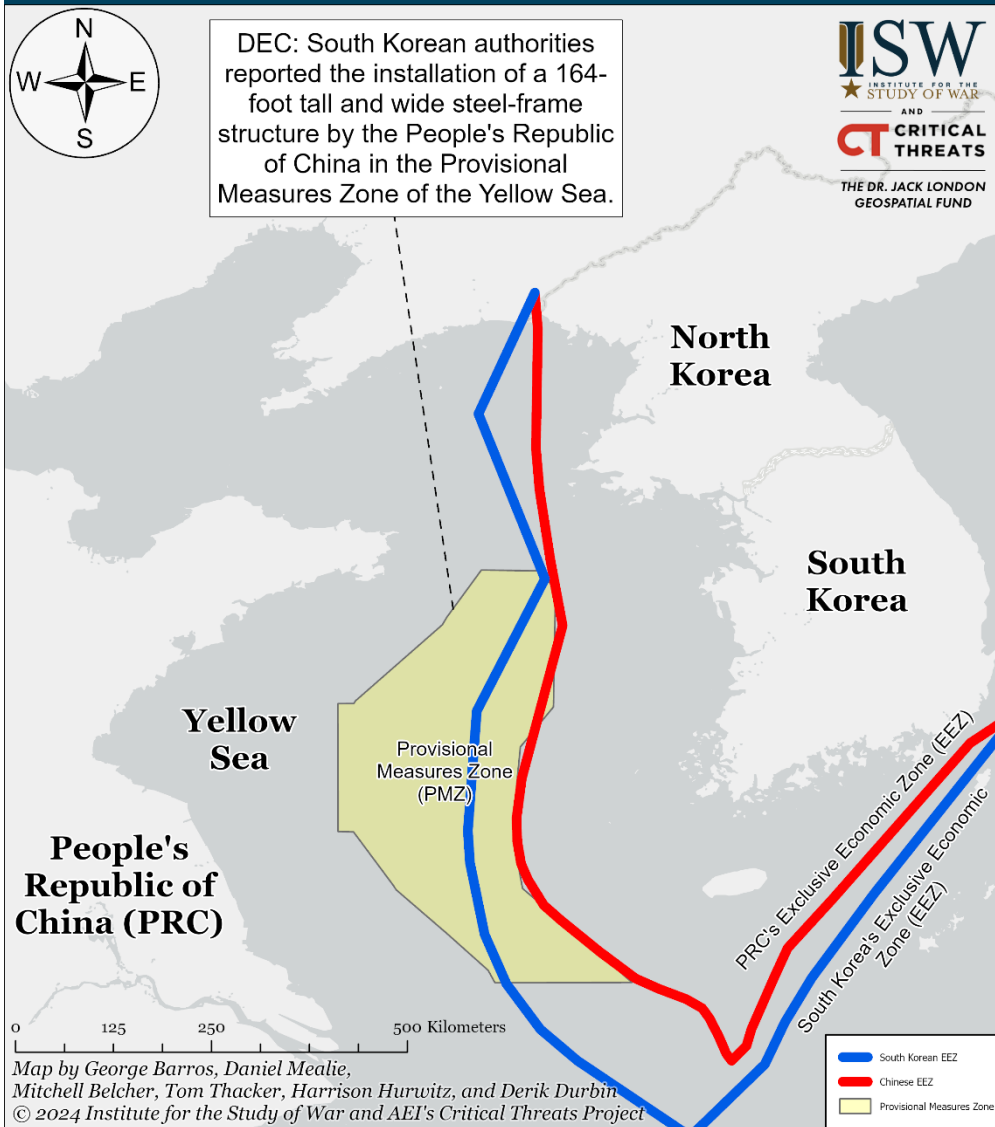 N
W
E
S
DEC: South Korean authorities
reported the installation of a 164-
foot tall and wide steel-frame
structure by the People's Republic
of China in the Provisional
Measures Zone of the Yellow Sea.
ISW
INSTITUTE FOR THE
STUDY OF WAR
AND
CT CRITICAL
THREATS
THE DR. JACK LONDON
GEOSPATIAL FUND
North
Korea
South
Korea
Yellow
Sea
Provisional
Measures Zone
(PMZ)
People's
Republic of
China (PRC)
PRC's Exclusive Economic Zone (EEZ)
South Korea's Exclusive Economic
Zone (EEZ)
0 125 250 500 Kilometers
Map by George Barros, Daniel Mealie,
Mitchell Belcher, Tom Thacker, Harrison Hurwitz, and Derik Durbin
© 2024 Institute for the Study of War and AEI's Critical Threats Project
South Korean EEZ
Chinese EEZ
Provisional Measures Zone